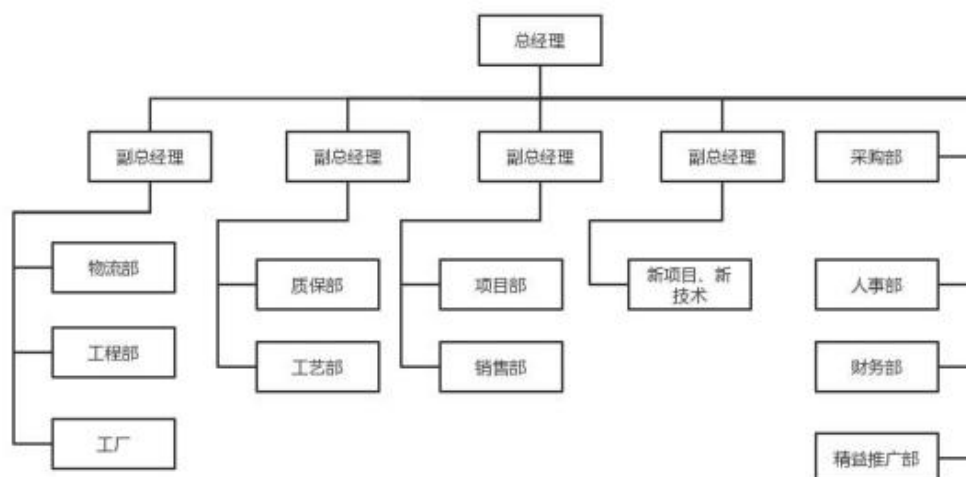 总经理
副总经理
副总经理
副总经理
副总经理
采购部
物流部
质保部
项目部
新项目、新
技术
人事部
工程部
工艺部
销售部
财务部
工厂
精益推广部